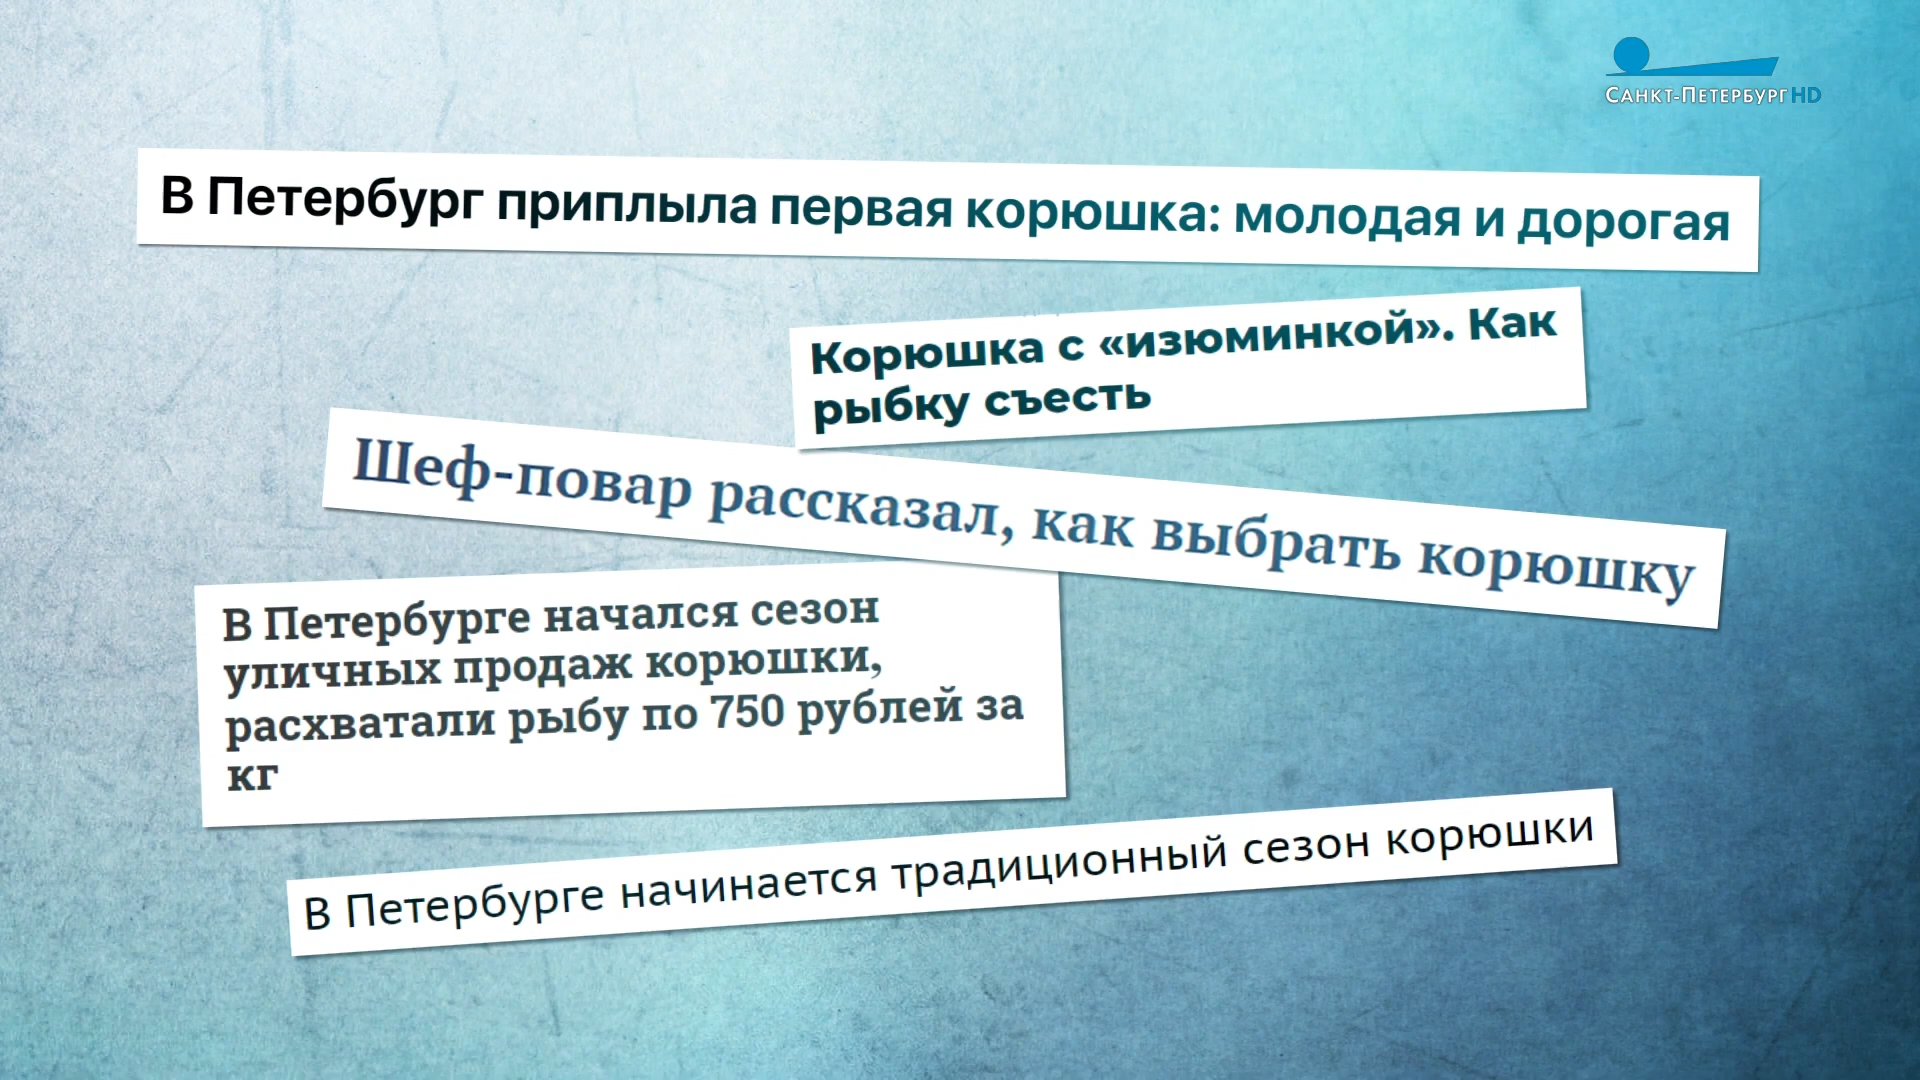 САНКТ-ПЕТЕРБУРГ HD
В Петербург приплыла первая корюшка: молодая и дорогая
Корюшка с «изюминкой». Как
рыбку съесть
Шеф-повар рассказал, как выбрать корюшку
В Петербурге начался сезон
уличных продаж корюшки,
расхватали рыбу по 750 рублей за
кг
В Петербурге начинается традиционный сезон корюшки